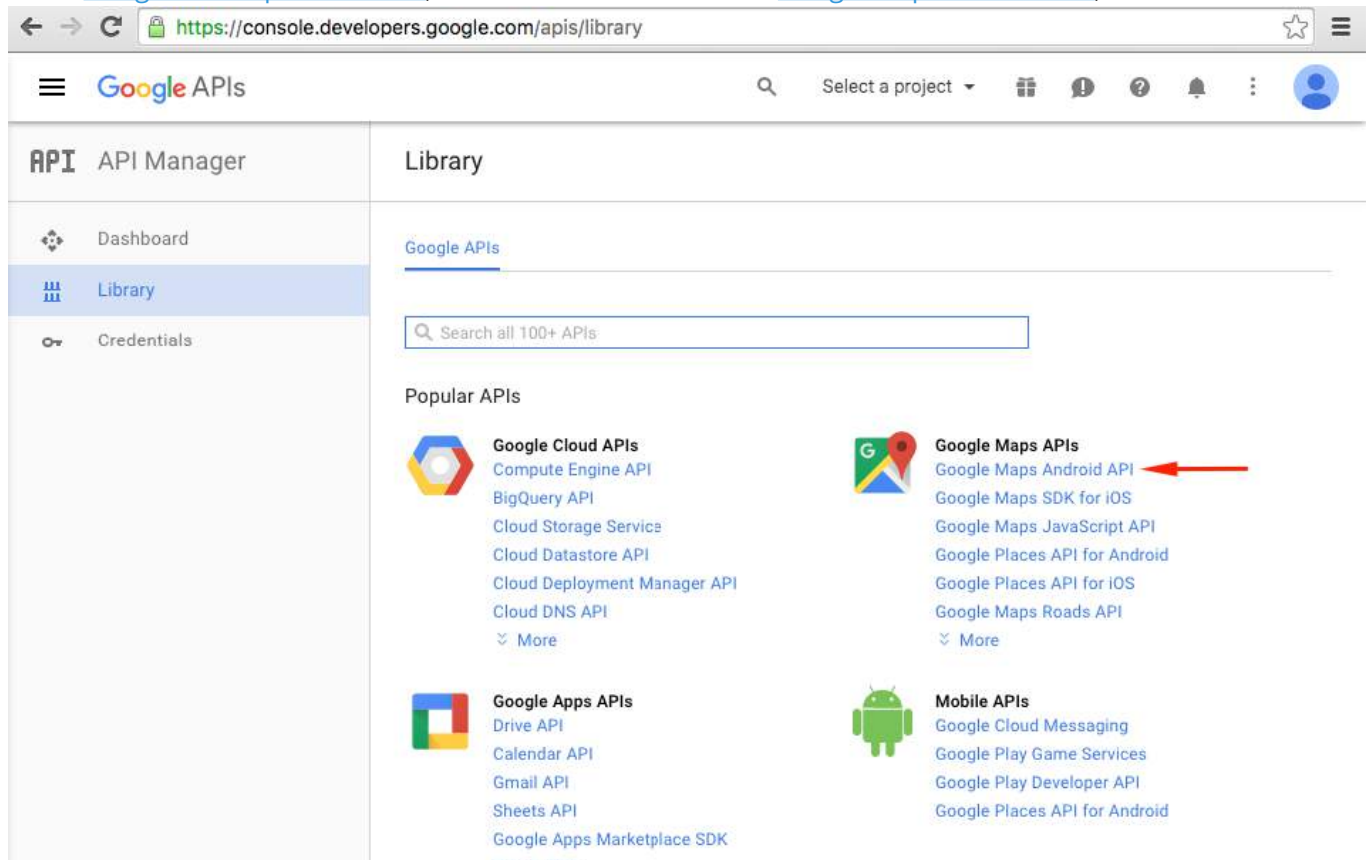 https://console.developers.google.com/apis/library
Google APIs
Select a project
API API Manager
Library
Dashboard
Library
Credentials
Google APIs
Search all 100+ APIs
Popular APIs
Google Cloud APIs
Compute Engine API
BigQuery API
Cloud Storage Service
Cloud Datastore API
Cloud Deployment Manager API
Cloud DNS API
More
G
Google Maps APIs
Google Maps Android API
Google Maps SDK for iOS
Google Maps JavaScript API
Google Places API for Android
Google Places API for iOS
Google Maps Roads API
More
Google Apps APIs
Drive API
Calendar API
Gmail API
Sheets API
Google Apps Marketplace SDK
Mobile APIs
Google Cloud Messaging
Google Play Game Services
Google Play Developer API
Google Places API for Android